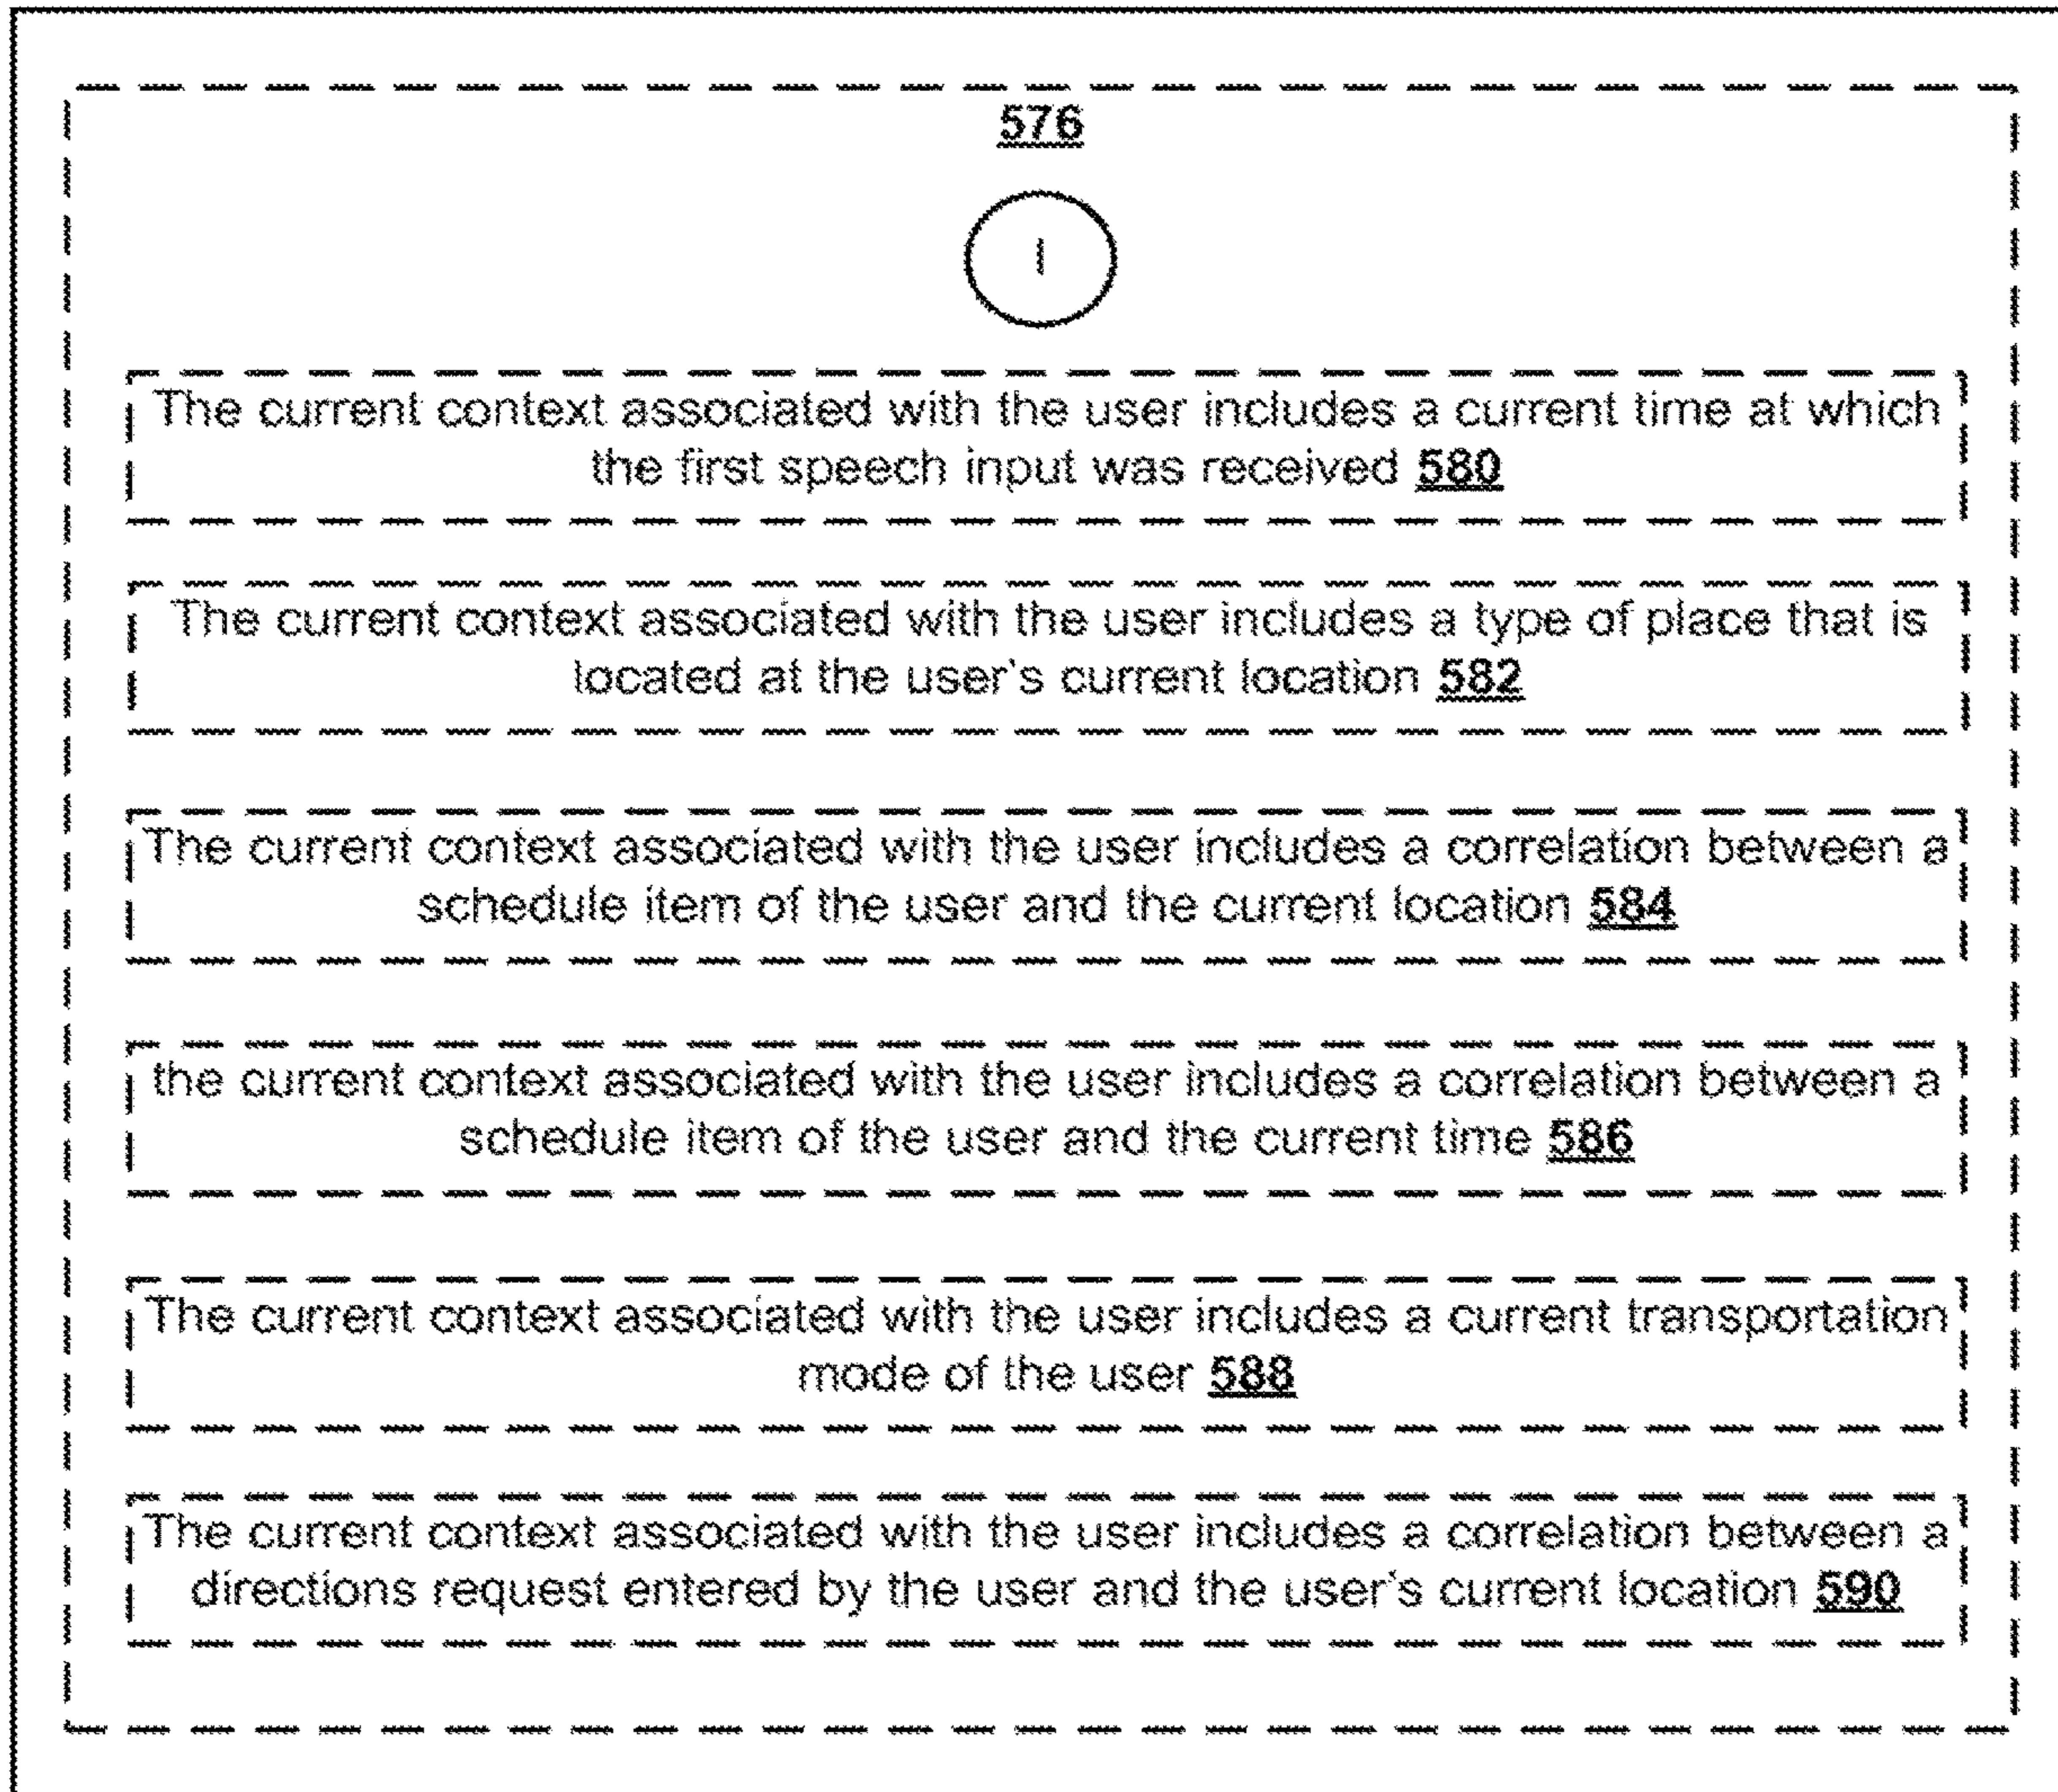 576
I
The current context associated with the user includes a current time at which
the first speech input was received 580
The current context associated with the user includes a type of place that is
located at the user's current location 582
The current context associated with the user includes a correlation between a
schedule item of the user and the current location 584
the current context associated with the user includes a correlation between a
schedule item of the user and the current time 586
The current context associated with the user includes a current transportation
mode of the user 588
The current context associated with the user includes a correlation between a
directions request entered by the user and the user's current location 590